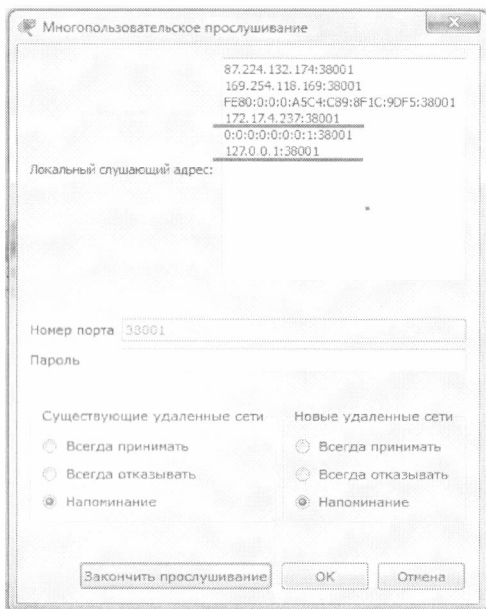 Многопользовательское прослушивание
87.224.132.174:38001
169.254.118.169:38001
FE80:0:0:0:A5C4:C89:8F1C:9DF5:38001
172.17.4.237:38001
0:0:0:0:0:0:0:1:38001
127.0.0.1:38001
Локальный слушающий адрес:
Номер порта 38001
Пароль
Существующие удаленные сети
Всегда принимать
Всегда отказывать
Напоминание
Новые удаленные сети
Всегда принимать
Всегда отказывать
Напоминание
Закончить прослушивание
OK
Отмена